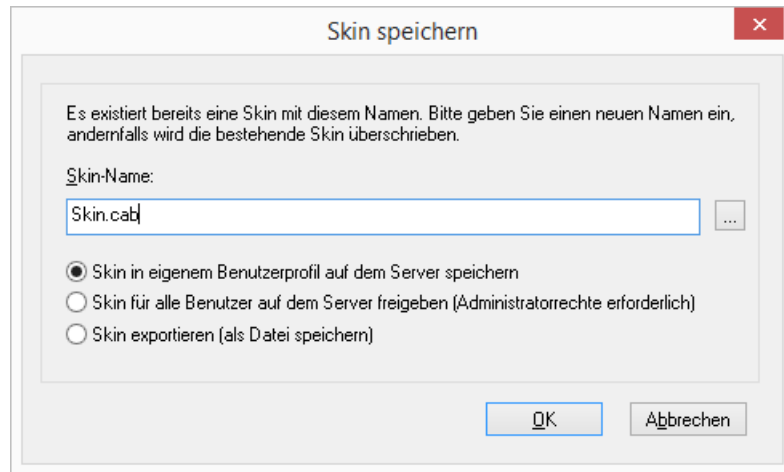 Skin speichern
Es existiert bereits eine Skin mit diesem Namen. Bitte geben Sie einen neuen Namen ein,
andernfalls wird die bestehende Skin überschrieben.
Skin-Name:
Skin.cab
...
Skin in eigenem Benutzerprofil auf dem Server speichern
Skin für alle Benutzer auf dem Server freigeben (Administratorrechte erforderlich)
Skin exportieren (als Datei speichern)
OK
Abbrechen